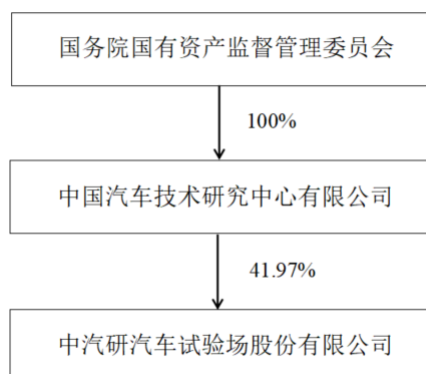 国务院国有资产监督管理委员会
100%
中国汽车技术研究中心有限公司
41.97%
中汽研汽车试验场股份有限公司